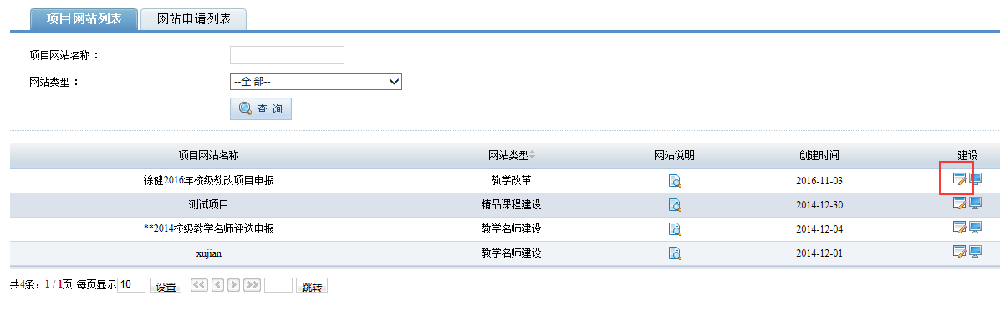 项目网站列表 网站申请列表
项目网站名称：
网站类型： --全 部--
查 询
项目网站名称 网站类型 网站说明 创建时间 建设
徐健2016年校级教改项目申报 教学改革 2016-11-03
测试项目 精品课程建设 2014-12-30
**2014校级教学名师评选申报 教学名师建设 2014-12-04
xujian 教学名师建设 2014-12-01
共4条，1 / 1页 每页显示 10 设置 跳转